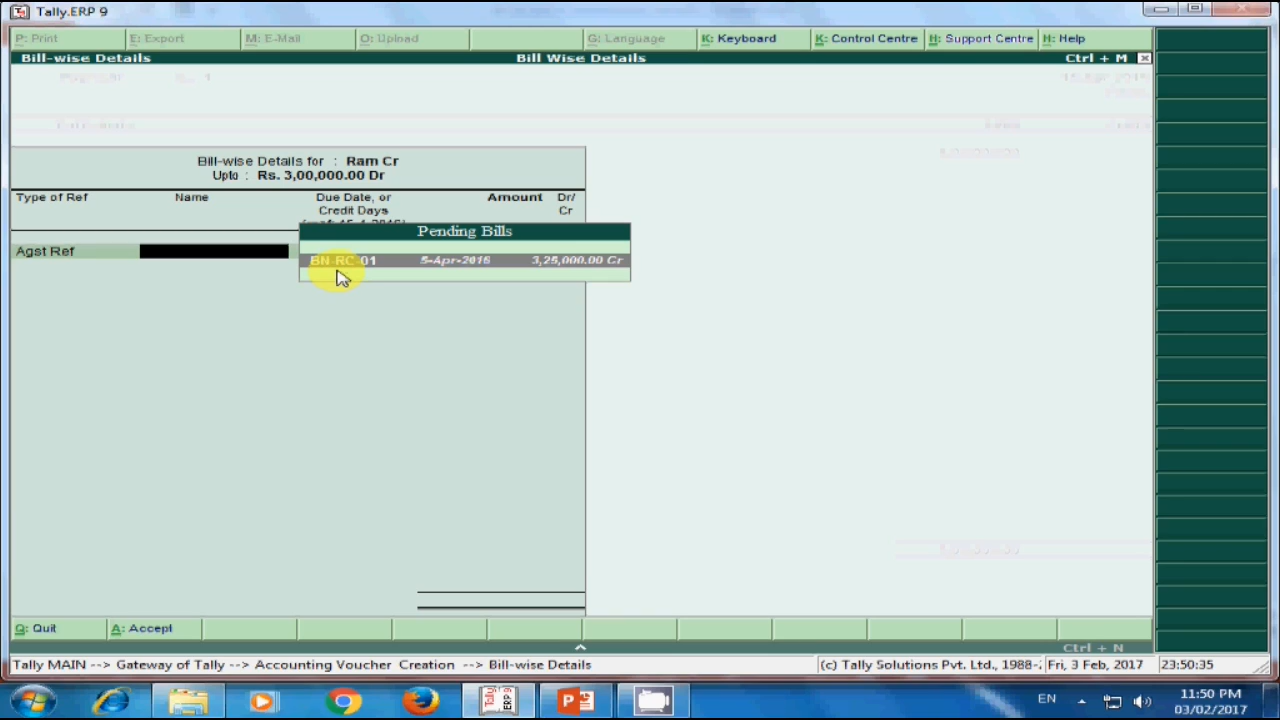 Tally.ERP 9
P: Print E: Export M: E-Mail O: Upload G: Language K: Keyboard K: Control Centre H: Support Centre H: Help
Bill-wise Details Bill Wise Details Ctrl + M
Bill-wise Details for : Ram Cr
Upto : Rs. 3,00,000.00 Dr
Type of Ref Name Due Date, or Amount Dr/
Credit Days Cr
Pending Bills
Agst Ref
BN-RC-01 5-Apr-2016 3,25,000.00 Cr
Q: Quit A: Accept
Ctrl + N
Tally MAIN --> Gateway of Tally --> Accounting Voucher Creation --> Bill-wise Details (c) Tally Solutions Pvt. Ltd., 1988- Fri, 3 Feb, 2017 23:50:35
Tally ERP 9
EN 11:50 PM
03/02/2017